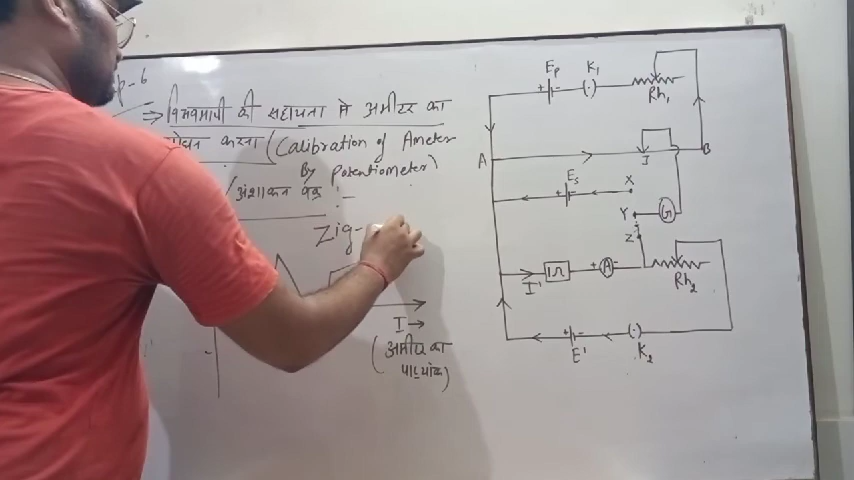 p-6
⇒ विभवमापी की सहायता से अमीटर का
करना (Calibration of Ameter
By Potentiometer)
/अंशांकन वक्र :-
Zig-
I→
(अमीटर का
पाठ्यांक)
Ep
+
K1
Rh1
A
J
B
Es
+
X
Y
G
Z
I'
1Ω
+ A -
Rh2
+
E'
K2